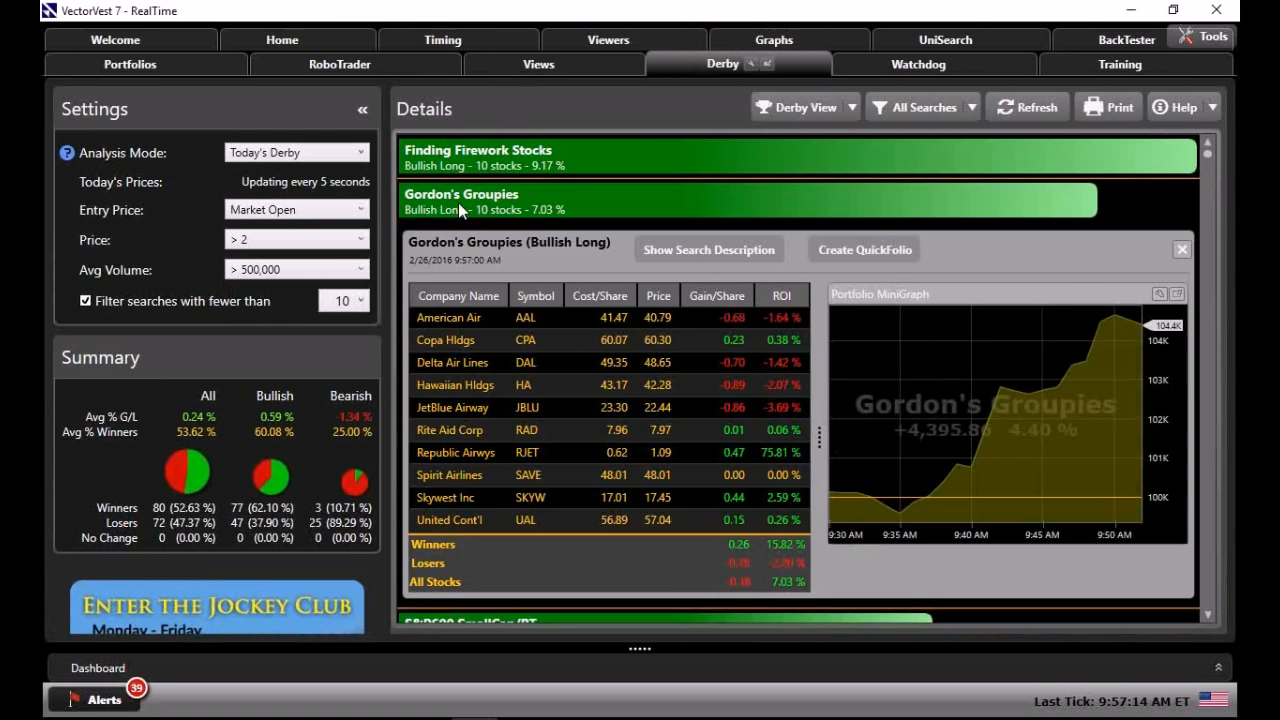 VectorVest 7 - RealTime
Welcome Home Timing Viewers Graphs UniSearch BackTester Tools
Portfolios RoboTrader Views Derby Watchdog Training
Settings «
? Analysis Mode: Today's Derby
Today's Prices: Updating every 5 seconds
Entry Price: Market Open
Price: > 2
Avg Volume: > 500,000
Filter searches with fewer than 10
Summary
All Bullish Bearish
Avg % G/L 0.24 % 0.59 % -1.34 %
Avg % Winners 53.62 % 60.08 % 25.00 %
Winners 80 (52.63 %) 77 (62.10 %) 3 (10.71 %)
Losers 72 (47.37 %) 47 (37.90 %) 25 (89.29 %)
No Change 0 (0.00 %) 0 (0.00 %) 0 (0.00 %)
ENTER THE JOCKEY CLUB
Monday - Friday
Details Derby View All Searches Refresh Print Help
Finding Firework Stocks
Bullish Long - 10 stocks - 9.17 %
Gordon's Groupies
Bullish Long - 10 stocks - 7.03 %
Gordon's Groupies (Bullish Long)
2/26/2016 9:57:00 AM
Show Search Description Create QuickFolio
Company Name Symbol Cost/Share Price Gain/Share ROI
American Air AAL 41.47 40.79 -0.68 -1.64 %
Copa Hldgs CPA 60.07 60.30 0.23 0.38 %
Delta Air Lines DAL 49.35 48.65 -0.70 -1.42 %
Hawaiian Hldgs HA 43.17 42.28 -0.89 -2.07 %
JetBlue Airway JBLU 23.30 22.44 -0.86 -3.69 %
Rite Aid Corp RAD 7.96 7.97 0.01 0.06 %
Republic Airwys RJET 0.62 1.09 0.47 75.81 %
Spirit Airlines SAVE 48.01 48.01 0.00 0.00 %
Skywest Inc SKYW 17.01 17.45 0.44 2.59 %
United Cont'l UAL 56.89 57.04 0.15 0.26 %
Winners 0.26 15.82 %
Losers
All Stocks 7.03 %
Portfolio MiniGraph
Gordon's Groupies
+4,395.86 4.40 %
104.4K
104K
103K
102K
101K
100K
9:30 AM 9:35 AM 9:40 AM 9:45 AM 9:50 AM
Dashboard
Alerts 39
Last Tick: 9:57:14 AM ET